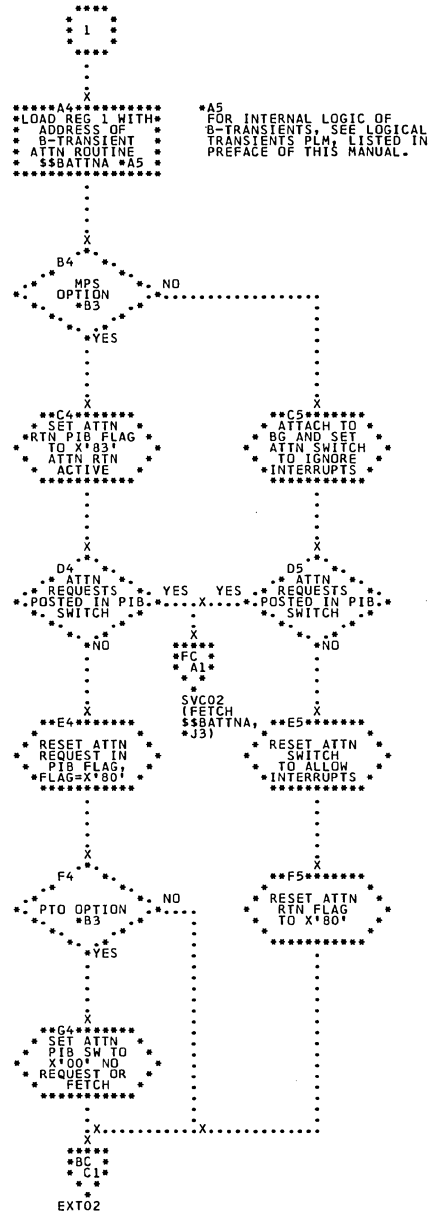 1
A4
LOAD REG 1 WITH
ADDRESS OF
B-TRANSIENT
ATTN ROUTINE
$$BATTNA *A5
*A5
FOR INTERNAL LOGIC OF
B-TRANSIENTS, SEE LOGICAL
TRANSIENTS PLM, LISTED IN
PREFACE OF THIS MANUAL.
B4
MPS
OPTION
*B3
NO
YES
C4
SET ATTN
RTN PIB FLAG
TO X'83'
ATTN RTN
ACTIVE
C5
ATTACH TO
BG AND SET
ATTN SWITCH
TO IGNORE
INTERRUPTS
D4
ATTN
REQUESTS
POSTED IN PIB
SWITCH
YES
NO
D5
ATTN
REQUESTS
POSTED IN PIB
SWITCH
YES
NO
FC
A1
SVC02
(FETCH
$$BATTNA,
*J3)
E4
RESET ATTN
REQUEST IN
PIB FLAG,
FLAG=X'80'
E5
RESET ATTN
SWITCH
TO ALLOW
INTERRUPTS
F4
PTO OPTION
*B3
NO
YES
F5
RESET ATTN
RTN FLAG
TO X'80'
G4
SET ATTN
PIB SW TO
X'00' NO
REQUEST OR
FETCH
BC
C1
EXT02